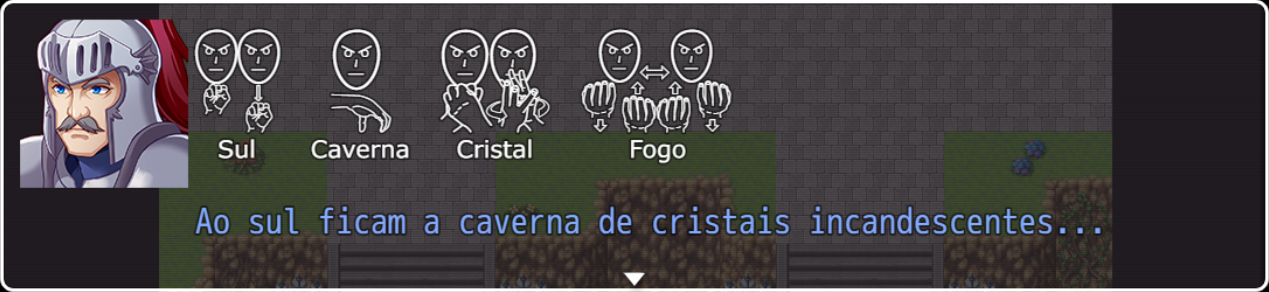 Sul Caverna Cristal Fogo
Ao sul ficam a caverna de cristais incandescentes...